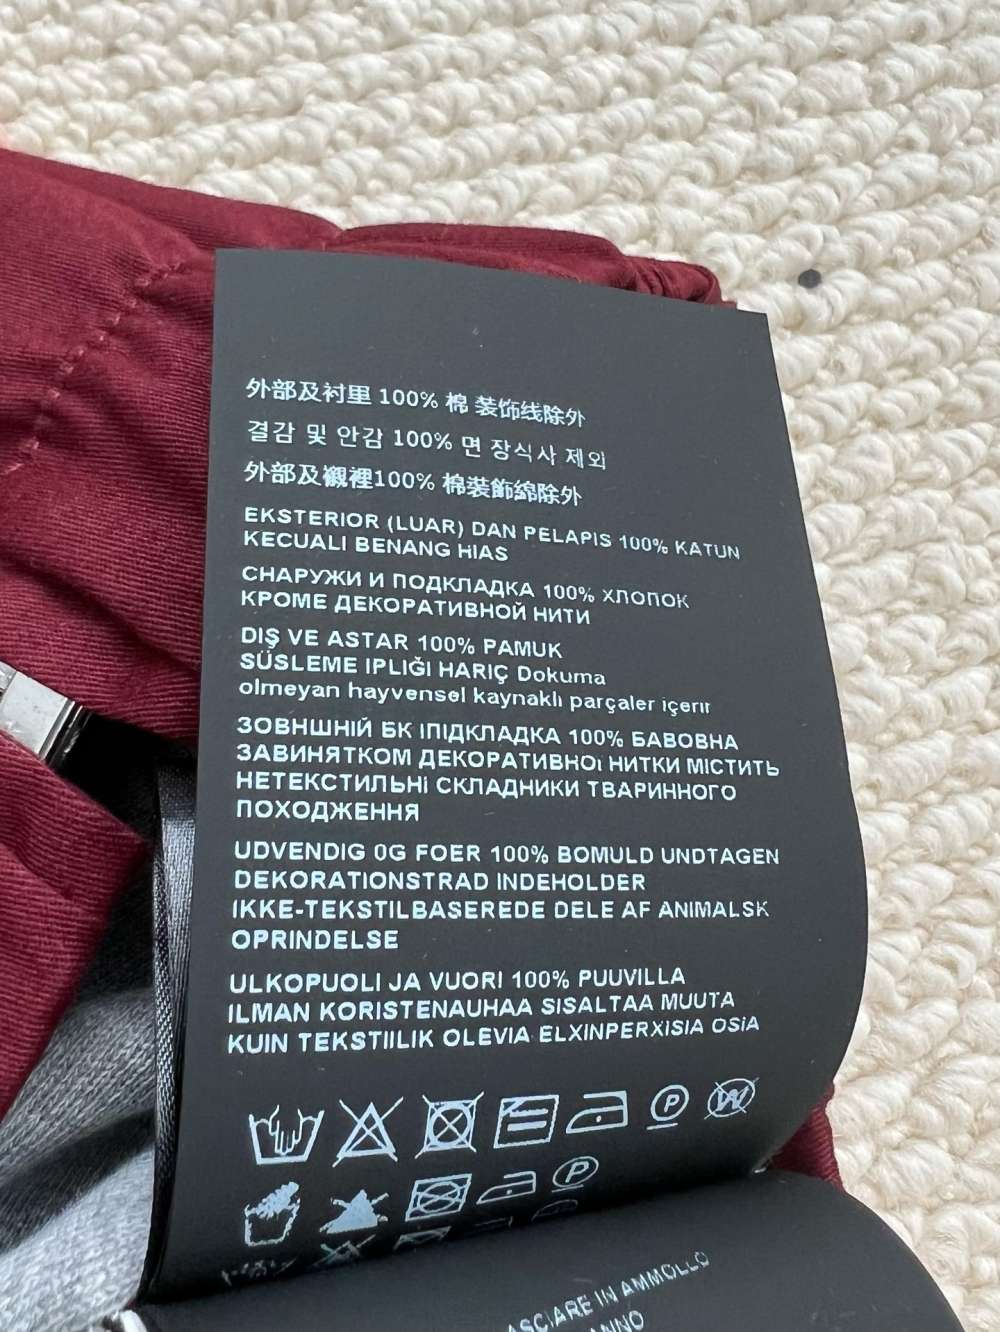 外部及衬里 100% 棉 装饰线除外
결감 및 안감 100% 면 장식사 제외
外部及襯裡100% 棉裝飾綿除外
EKSTERIOR (LUAR) DAN PELAPIS 100% KATUN
KECUALI BENANG HIAS
СНАРУЖИ И ПОДКЛАДКА 100% ХЛОПОК
КРОМЕ ДЕКОРАТИВНОЙ НИТИ
DIŞ VE ASTAR 100% PAMUK
SÜSLEME IPLIĞI HARIÇ Dokuma
olmeyan hayvensel kaynaklı parçaler içerir
ЗОВНШНІЙ БК ІПІДКЛАДКА 100% БАВОВНА
ЗАВИНЯТКОМ ДЕКОРАТИВНОІ НИТКИ МІСТИТЬ
НЕТЕКСТИЛЬНІ СКЛАДНИКИ ТВАРИННОГО
ПОХОДЖЕННЯ
UDVENDIG 0G FOER 100% BOMULD UNDTAGEN
DEKORATIONSTRAD INDEHOLDER
IKKE-TEKSTILBASEREDE DELE AF ANIMALSK
OPRINDELSE
ULKOPUOLI JA VUORI 100% PUUVILLA
ILMAN KORISTENAUHAA SISALTAA MUUTA
KUIN TEKSTIILIK OLEVIA ELXINPERXISIA OSIA
P W
P
ASCIARE IN AMMOLLO
ANNO